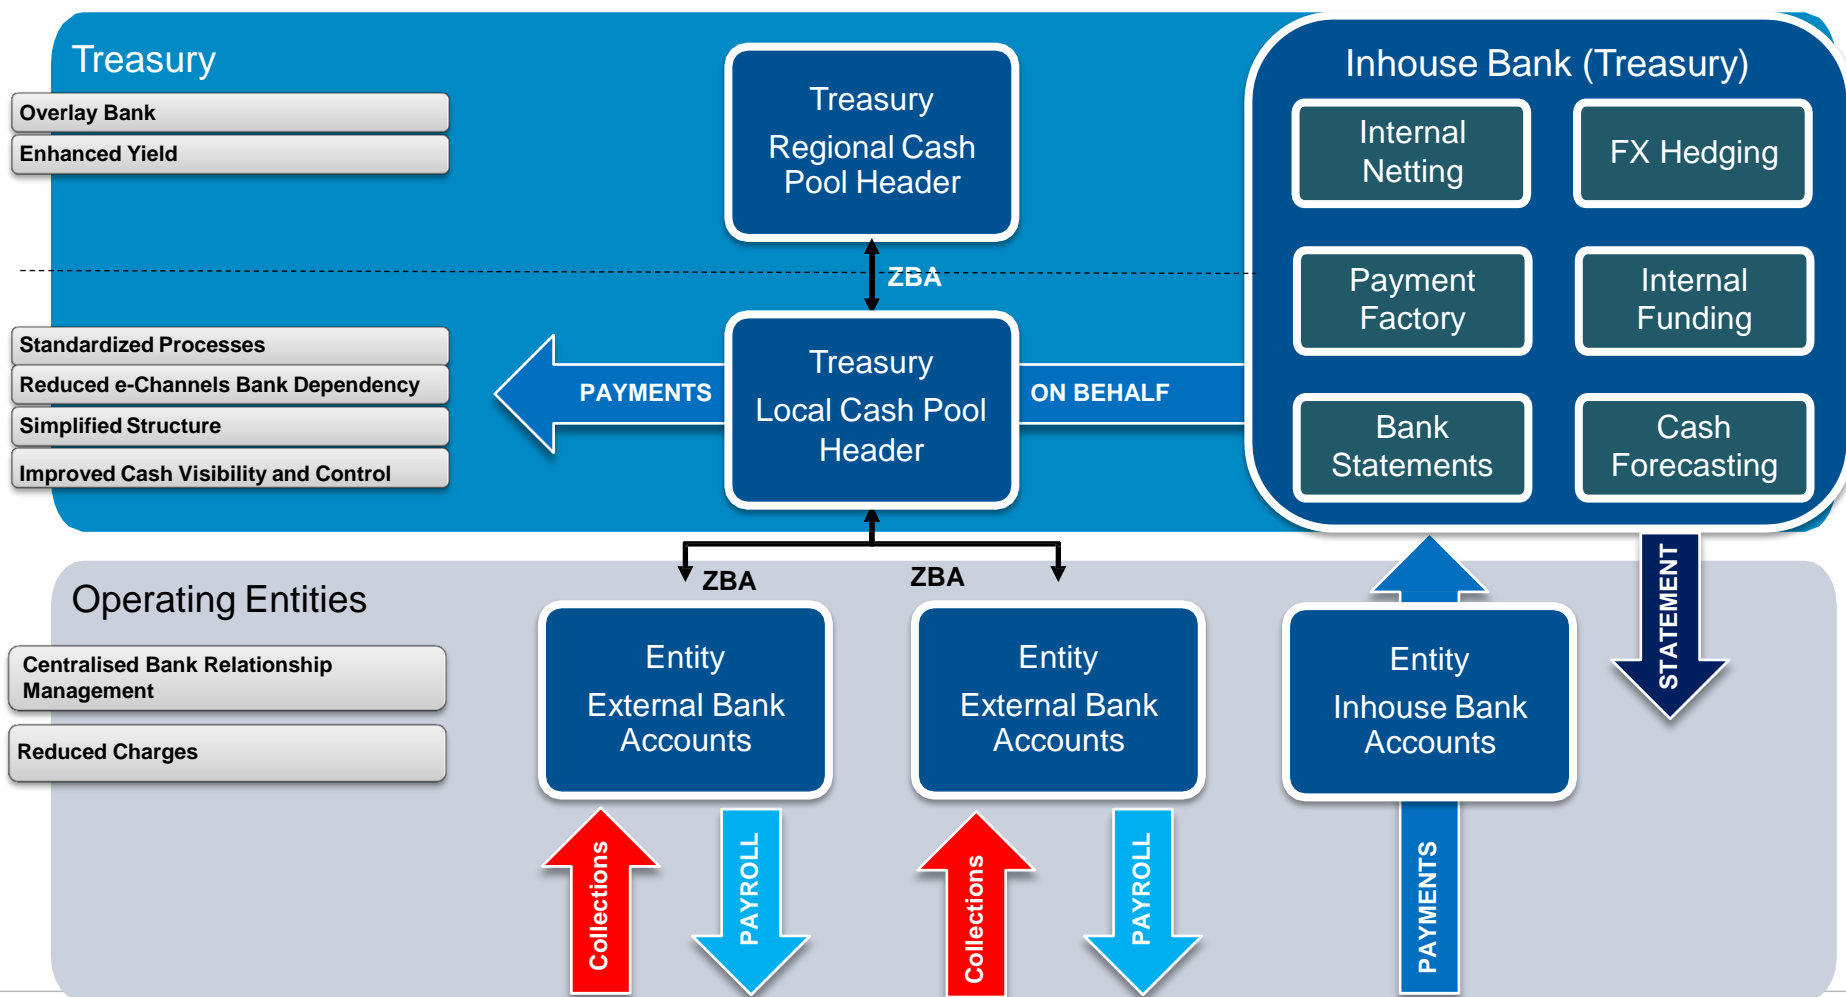 Treasury
Overlay Bank
Enhanced Yield
Treasury
Regional Cash
Pool Header
Inhouse Bank (Treasury)
Internal
Netting
FX Hedging
ZBA
Payment
Factory
Internal
Funding
Standardized Processes
Reduced e-Channels Bank Dependency
Simplified Structure
Improved Cash Visibility and Control
PAYMENTS
Treasury
Local Cash Pool
Header
ON BEHALF
Bank
Statements
Cash
Forecasting
Operating Entities
ZBA
ZBA
STATEMENT
Centralised Bank Relationship
Management
Reduced Charges
Entity
External Bank
Accounts
Entity
External Bank
Accounts
Entity
Inhouse Bank
Accounts
Collections
PAYROLL
Collections
PAYROLL
PAYMENTS